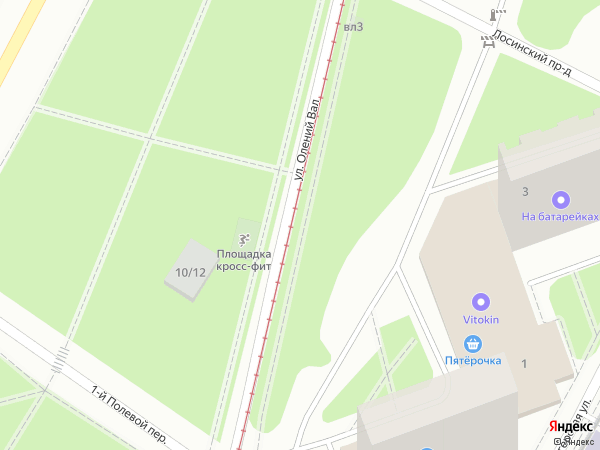 вл3
Лосинский пр-д
ул. Олений Вал
3
На батарейках
Площадка
кросс-фит
10/12
Vitokin
Пятёрочка
1
1-й Полевой пер.
ул.
Яндекс